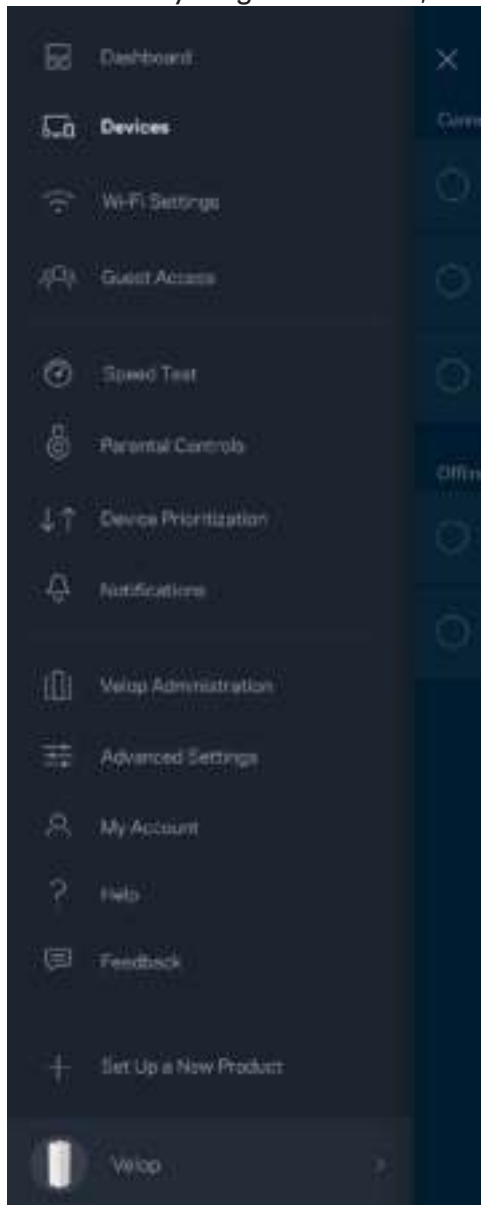 Dashboard
Devices
Wi-Fi Settings
Guest Access
Speed Test
Parental Controls
Device Prioritization
Notifications
Velop Administration
Advanced Settings
My Account
Help
Feedback
Set Up a New Product
Velop